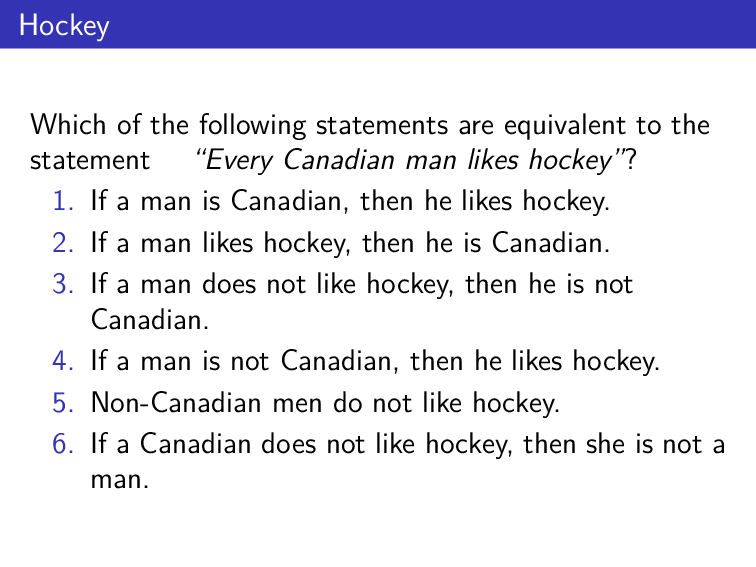 Hockey
Which of the following statements are equivalent to the
statement “Every Canadian man likes hockey”?
1. If a man is Canadian, then he likes hockey.
2. If a man likes hockey, then he is Canadian.
3. If a man does not like hockey, then he is not
Canadian.
4. If a man is not Canadian, then he likes hockey.
5. Non-Canadian men do not like hockey.
6. If a Canadian does not like hockey, then she is not a
man.